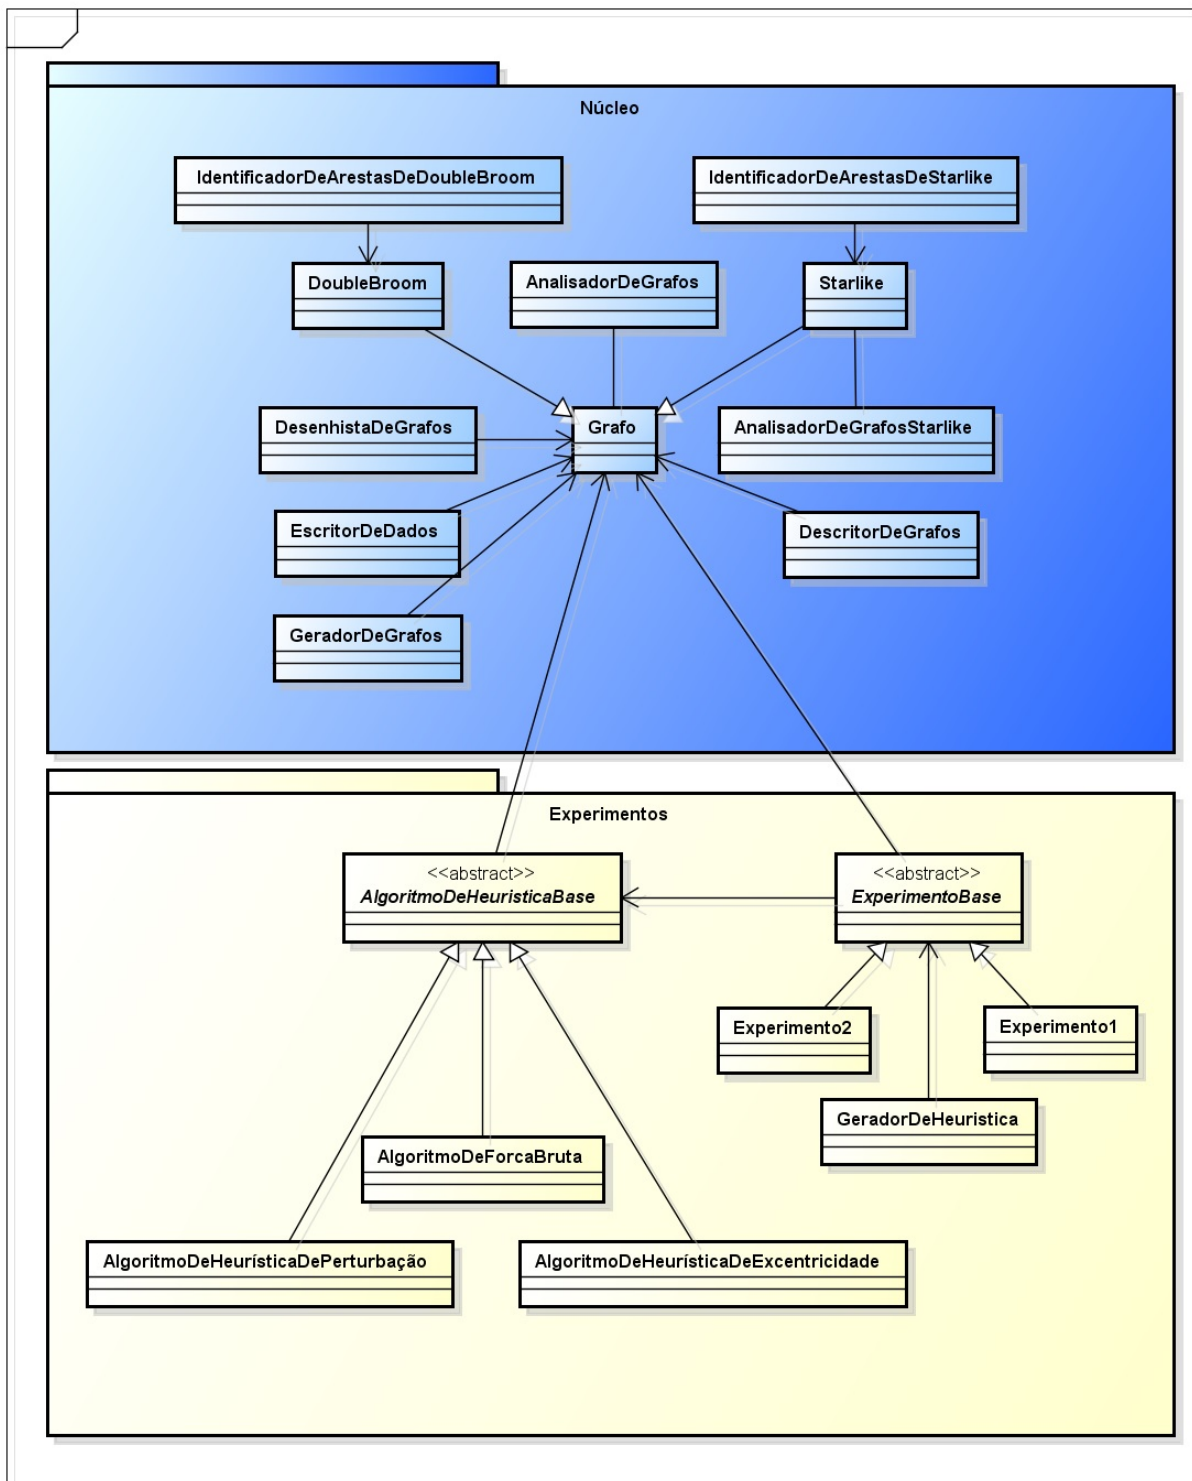 Núcleo
IdentificadorDeArestasDeDoubleBroom
IdentificadorDeArestasDeStarlike
DoubleBroom
AnalisadorDeGrafos
Starlike
DesenhistaDeGrafos
Grafo
AnalisadorDeGrafosStarlike
EscritorDeDados
DescritorDeGrafos
GeradorDeGrafos
Experimentos
<<abstract>>
AlgoritmoDeHeuristicaBase
<<abstract>>
ExperimentoBase
Experimento2
Experimento1
GeradorDeHeuristica
AlgoritmoDeForcaBruta
AlgoritmoDeHeurísticaDePerturbação
AlgoritmoDeHeurísticaDeExcentricidade